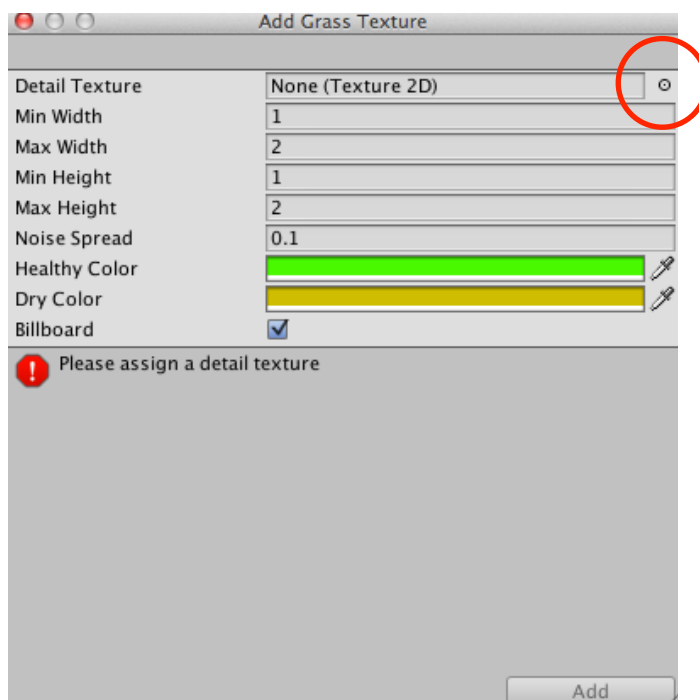 Add Grass Texture
Detail Texture None (Texture 2D)
Min Width 1
Max Width 2
Min Height 1
Max Height 2
Noise Spread 0.1
Healthy Color
Dry Color
Billboard
Please assign a detail texture
Add